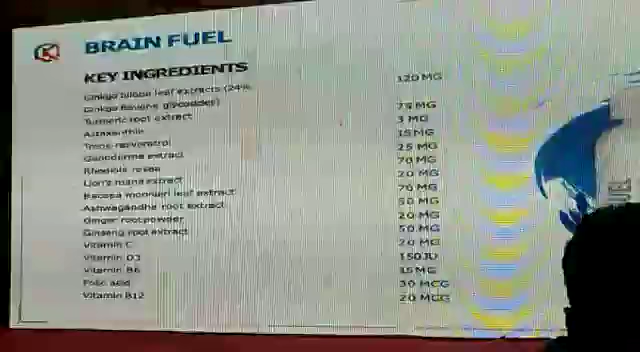 BRAIN FUEL
KEY INGREDIENTS
Ginkgo biloba leaf extracts (24% 120 MG
Ginkgo flavone glycosides)
Turmeric root extract 75 MG
Astaxanthin 3 MG
Trans resveratrol 15 MG
Ganoderma extract 25 MG
Rhodiola rosea 70 MG
Lion's mane extract 20 MG
Bacopa monnieri leaf extract 70 MG
Ashwagandha root extract 50 MG
Ginger root powder 20 MG
Ginseng root extract 50 MG
Vitamin C 20 MG
Vitamin D3 150IU
Vitamin B6 15 MG
Folic acid 30 MCG
Vitamin B12 20 MCG